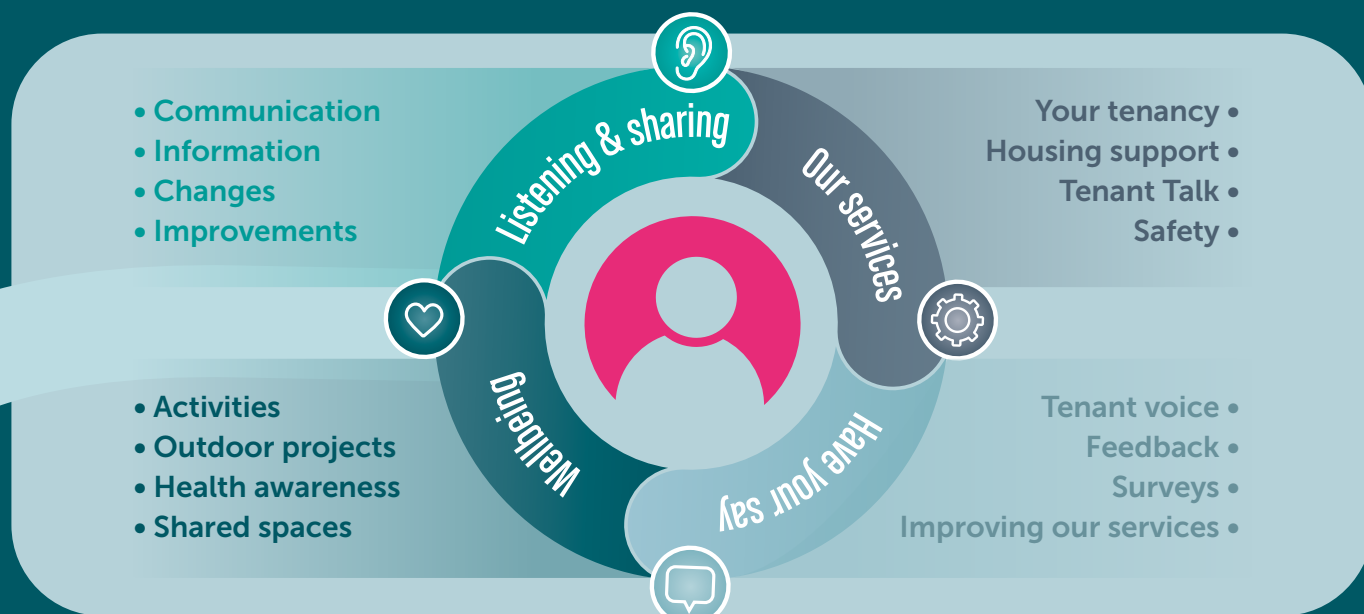 Listening & sharing
• Communication
• Information
• Changes
• Improvements
Our services
Your tenancy •
Housing support •
Tenant Talk •
Safety •
Wellbeing
• Activities
• Outdoor projects
• Health awareness
• Shared spaces
Have your say
Tenant voice •
Feedback •
Surveys •
Improving our services •